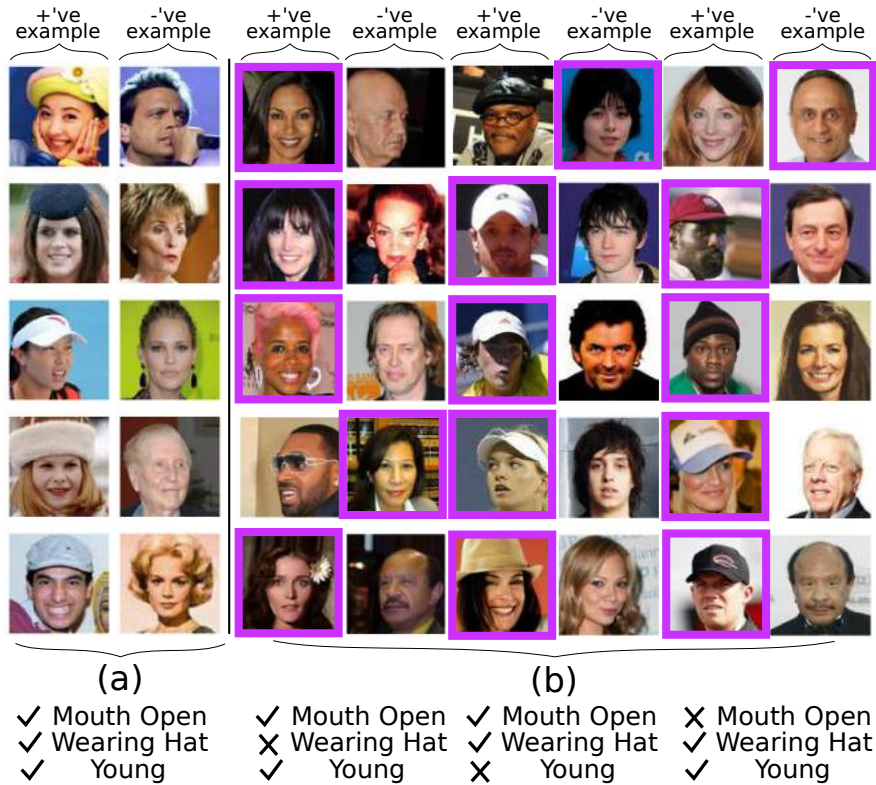 +'ve -'ve +'ve -'ve +'ve -'ve +'ve -'ve
example example example example example example example example
(a) (b)
✓ Mouth Open ✓ Mouth Open ✓ Mouth Open ✗ Mouth Open
✓ Wearing Hat ✗ Wearing Hat ✓ Wearing Hat ✓ Wearing Hat
✓ Young ✓ Young ✗ Young ✓ Young